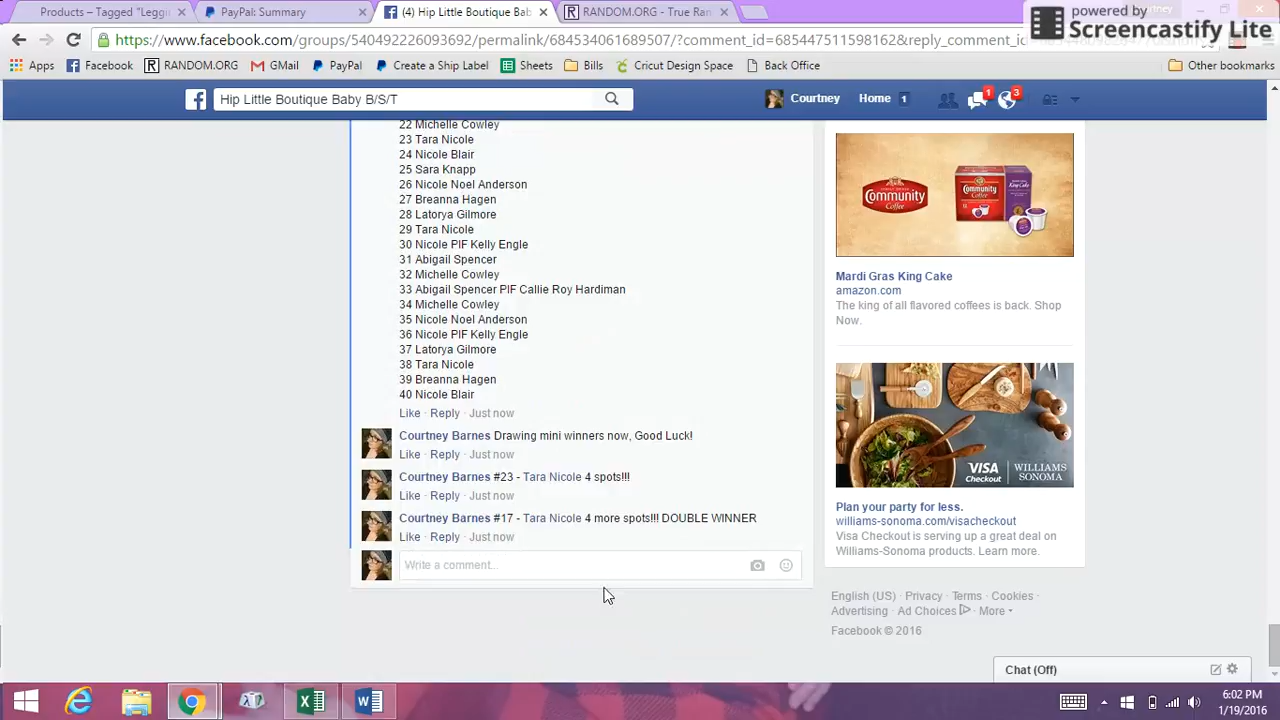 Products – Tagged "Leggi
PayPal: Summary
(4) Hip Little Boutique Bab
RANDOM.ORG - True Ran
powered by
Screencastify Lite
https://www.facebook.com/grou
?comment_id=685447511598162&reply_comment_id=
Apps
Facebook
RANDOM.ORG
GMail
PayPal
Create a Ship Label
Sheets
Bills
Cricut Design Space
Back Office
Other bookmarks
Hip Little Boutique Baby B/S/T
Courtney
Home 1
1
3
22 Michelle Cowley
23 Tara Nicole
24 Nicole Blair
25 Sara Knapp
26 Nicole Noel Anderson
27 Breanna Hagen
28 Latorya Gilmore
29 Tara Nicole
30 Nicole PIF Kelly Engle
31 Abigail Spencer
32 Michelle Cowley
33 Abigail Spencer PIF Callie Roy Hardiman
34 Michelle Cowley
35 Nicole Noel Anderson
36 Nicole PIF Kelly Engle
37 Latorya Gilmore
38 Tara Nicole
39 Breanna Hagen
40 Nicole Blair
Like · Reply · Just now
Courtney Barnes Drawing mini winners now, Good Luck!
Like · Reply · Just now
Courtney Barnes #23 - Tara Nicole 4 spots!!!
Like · Reply · Just now
Courtney Barnes #17 - Tara Nicole 4 more spots!!! DOUBLE WINNER
Like · Reply · Just now
Write a comment...
Community
Coffee
Mardi Gras King Cake
amazon.com
The king of all flavored coffees is back. Shop
Now.
VISA
Checkout
WILLIAMS
SONOMA
Plan your party for less.
williams-sonoma.com/visacheckout
Visa Checkout is serving up a great deal on
Williams-Sonoma products. Learn more.
English (US) · Privacy · Terms · Cookies ·
Advertising · Ad Choices · More
Facebook © 2016
Chat (Off)
6:02 PM
1/19/2016